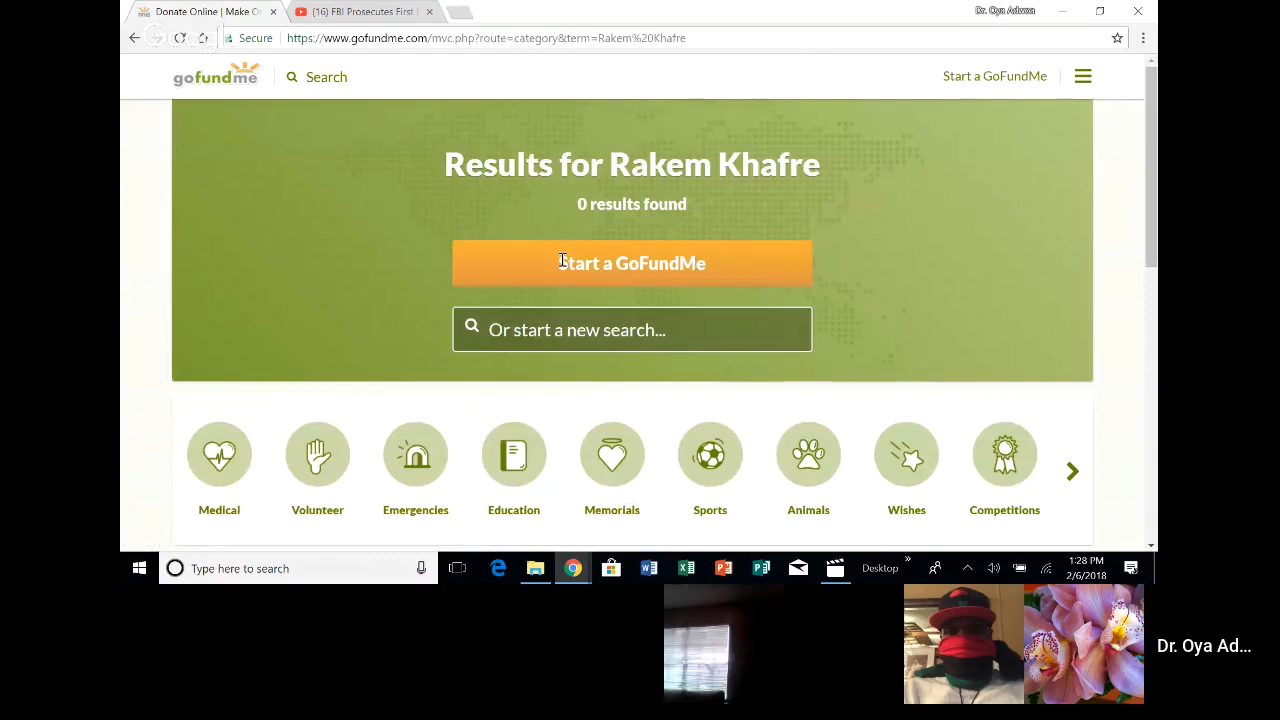 Donate Online | Make Or
(16) FBI Prosecutes First
Dr. Oya Advosa
Secure
https://www.gofundme.com/mvc.php?route=category&term=Rakem%20Khafre
gofundme
Search
Start a GoFundMe
Results for Rakem Khafre
0 results found
Start a GoFundMe
Or start a new search...
Medical
Volunteer
Emergencies
Education
Memorials
Sports
Animals
Wishes
Competitions
Type here to search
Desktop
1:28 PM
2/6/2018
Dr. Oya Ad...